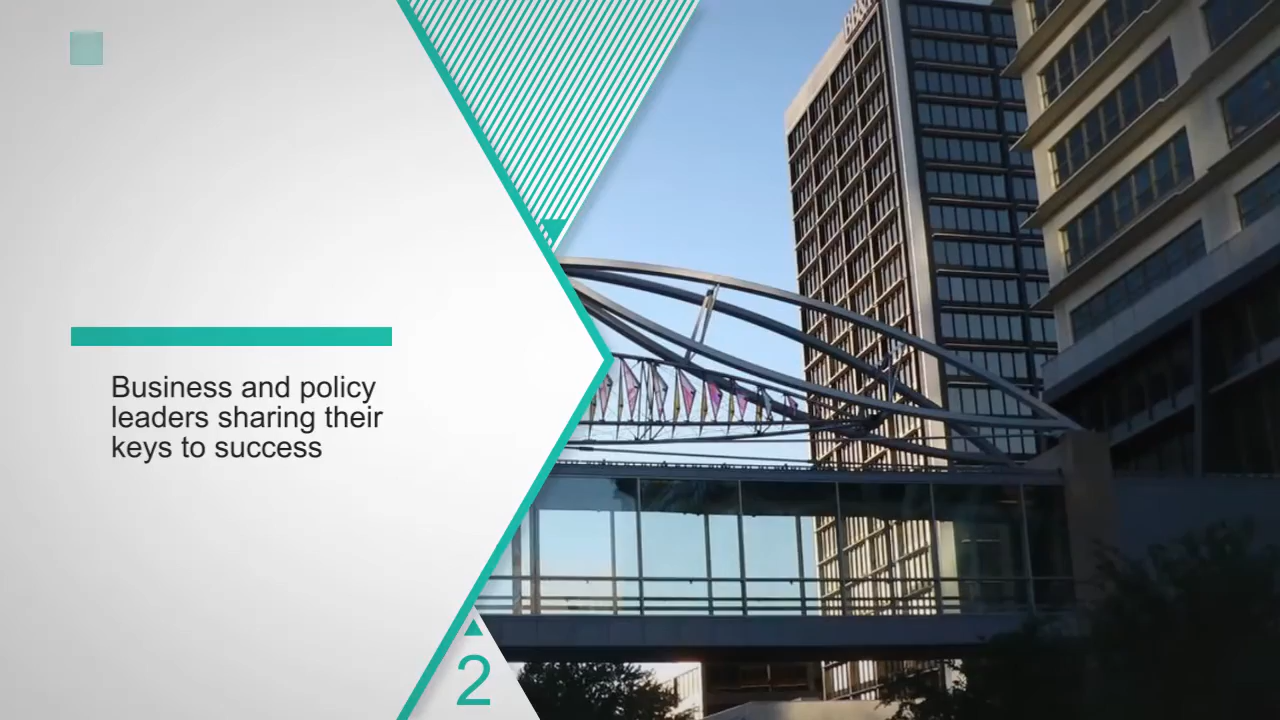 Business and policy
leaders sharing their
keys to success
2